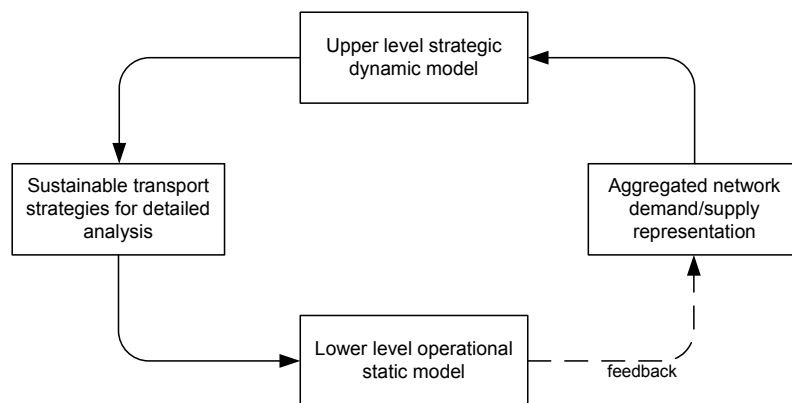 Upper level strategic
dynamic model
Sustainable transport
strategies for detailed
analysis
Aggregated network
demand/supply
representation
Lower level operational
static model
feedback